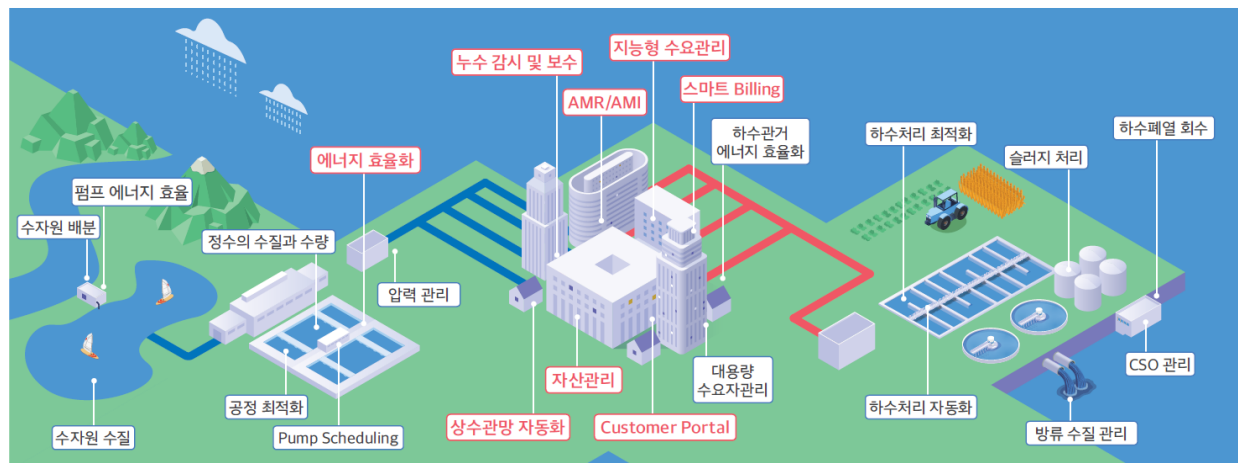 지능형 수요관리
누수 감시 및 보수
스마트 Billing
AMR/AMI
하수관거
에너지 효율화
하수처리 최적화
하수폐열 회수
슬러지 처리
에너지 효율화
펌프 에너지 효율
수자원 배분
정수의 수질과 수량
압력 관리
CSO 관리
대용량
수요자관리
자산관리
공정 최적화
하수처리 자동화
상수관망 자동화
Customer Portal
수자원 수질
Pump Scheduling
방류 수질 관리